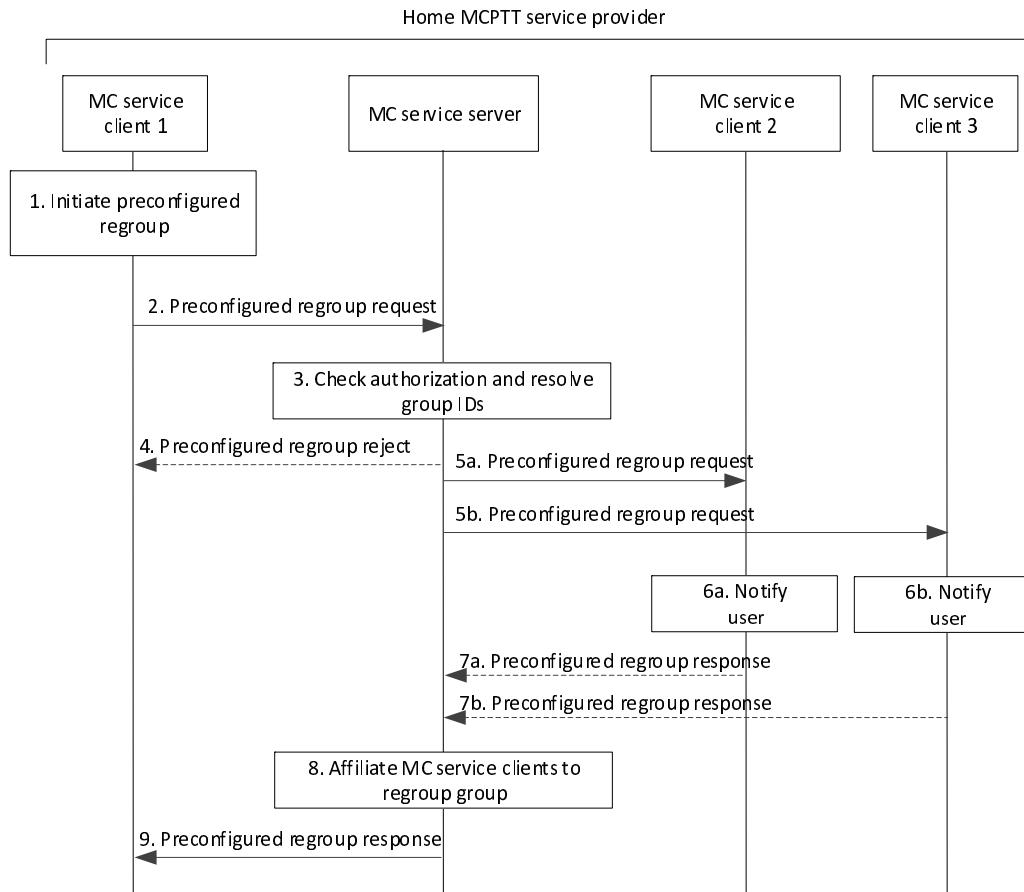 Home MCPTT service provider
MC service
client 1
MC service server
MC service
client 2
MC service
client 3
1. Initiate preconfigured
regroup
2. Preconfigured regroup request
3. Check authorization and resolve
group IDs
4. Preconfigured regroup reject
5a. Preconfigured regroup request
5b. Preconfigured regroup request
6a. Notify
user
6b. Notify
user
7a. Preconfigured regroup response
7b. Preconfigured regroup response
8. Affiliate MC service clients to
regroup group
9. Preconfigured regroup response